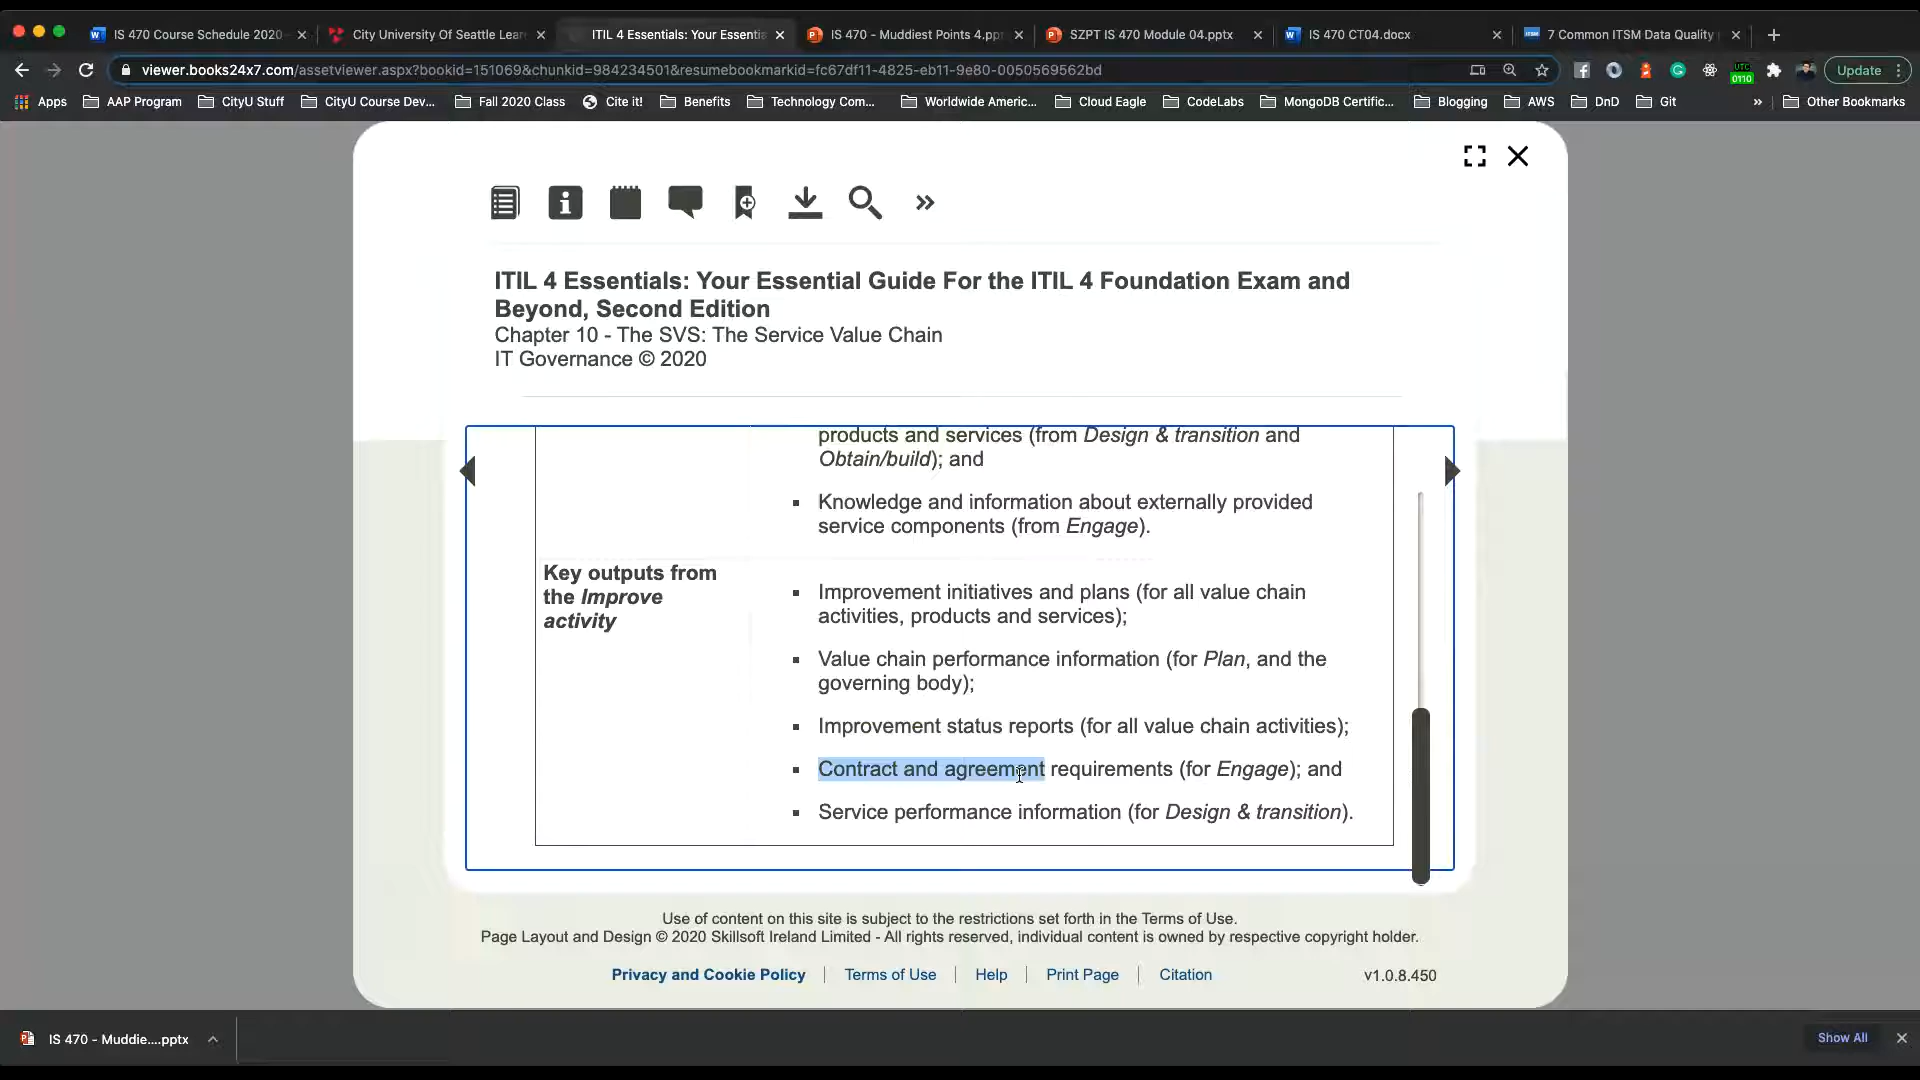 IS 470 Course Schedule 2020
City University Of Seattle Lear
ITIL 4 Essentials: Your Essentia
IS 470 - Muddiest Points 4.ppt
SZPT IS 470 Module 04.pptx
IS 470 CT04.docx
7 Common ITSM Data Quality
viewer.books24x7.com/assetviewer.aspx?bookid=151069&chunkid=984234501&resumebookmarkid=fc67df11-4825-eb11-9e80-0050569562bd
UTC
0110
Update
Apps
AAP Program
CityU Stuff
CityU Course Dev...
Fall 2020 Class
Cite it!
Benefits
Technology Com...
Worldwide Americ...
Cloud Eagle
CodeLabs
MongoDB Certific...
Blogging
AWS
DnD
Git
»
Other Bookmarks
ITIL 4 Essentials: Your Essential Guide For the ITIL 4 Foundation Exam and
Beyond, Second Edition
Chapter 10 - The SVS: The Service Value Chain
IT Governance © 2020
products and services (from Design & transition and
Obtain/build); and
▪ Knowledge and information about externally provided
service components (from Engage).
Key outputs from
the Improve
activity
▪ Improvement initiatives and plans (for all value chain
activities, products and services);
▪ Value chain performance information (for Plan, and the
governing body);
▪ Improvement status reports (for all value chain activities);
▪ Contract and agreement requirements (for Engage); and
▪ Service performance information (for Design & transition).
Use of content on this site is subject to the restrictions set forth in the Terms of Use.
Page Layout and Design © 2020 Skillsoft Ireland Limited - All rights reserved, individual content is owned by respective copyright holder.
Privacy and Cookie Policy | Terms of Use | Help | Print Page | Citation
v1.0.8.450
IS 470 - Muddie....pptx
Show All